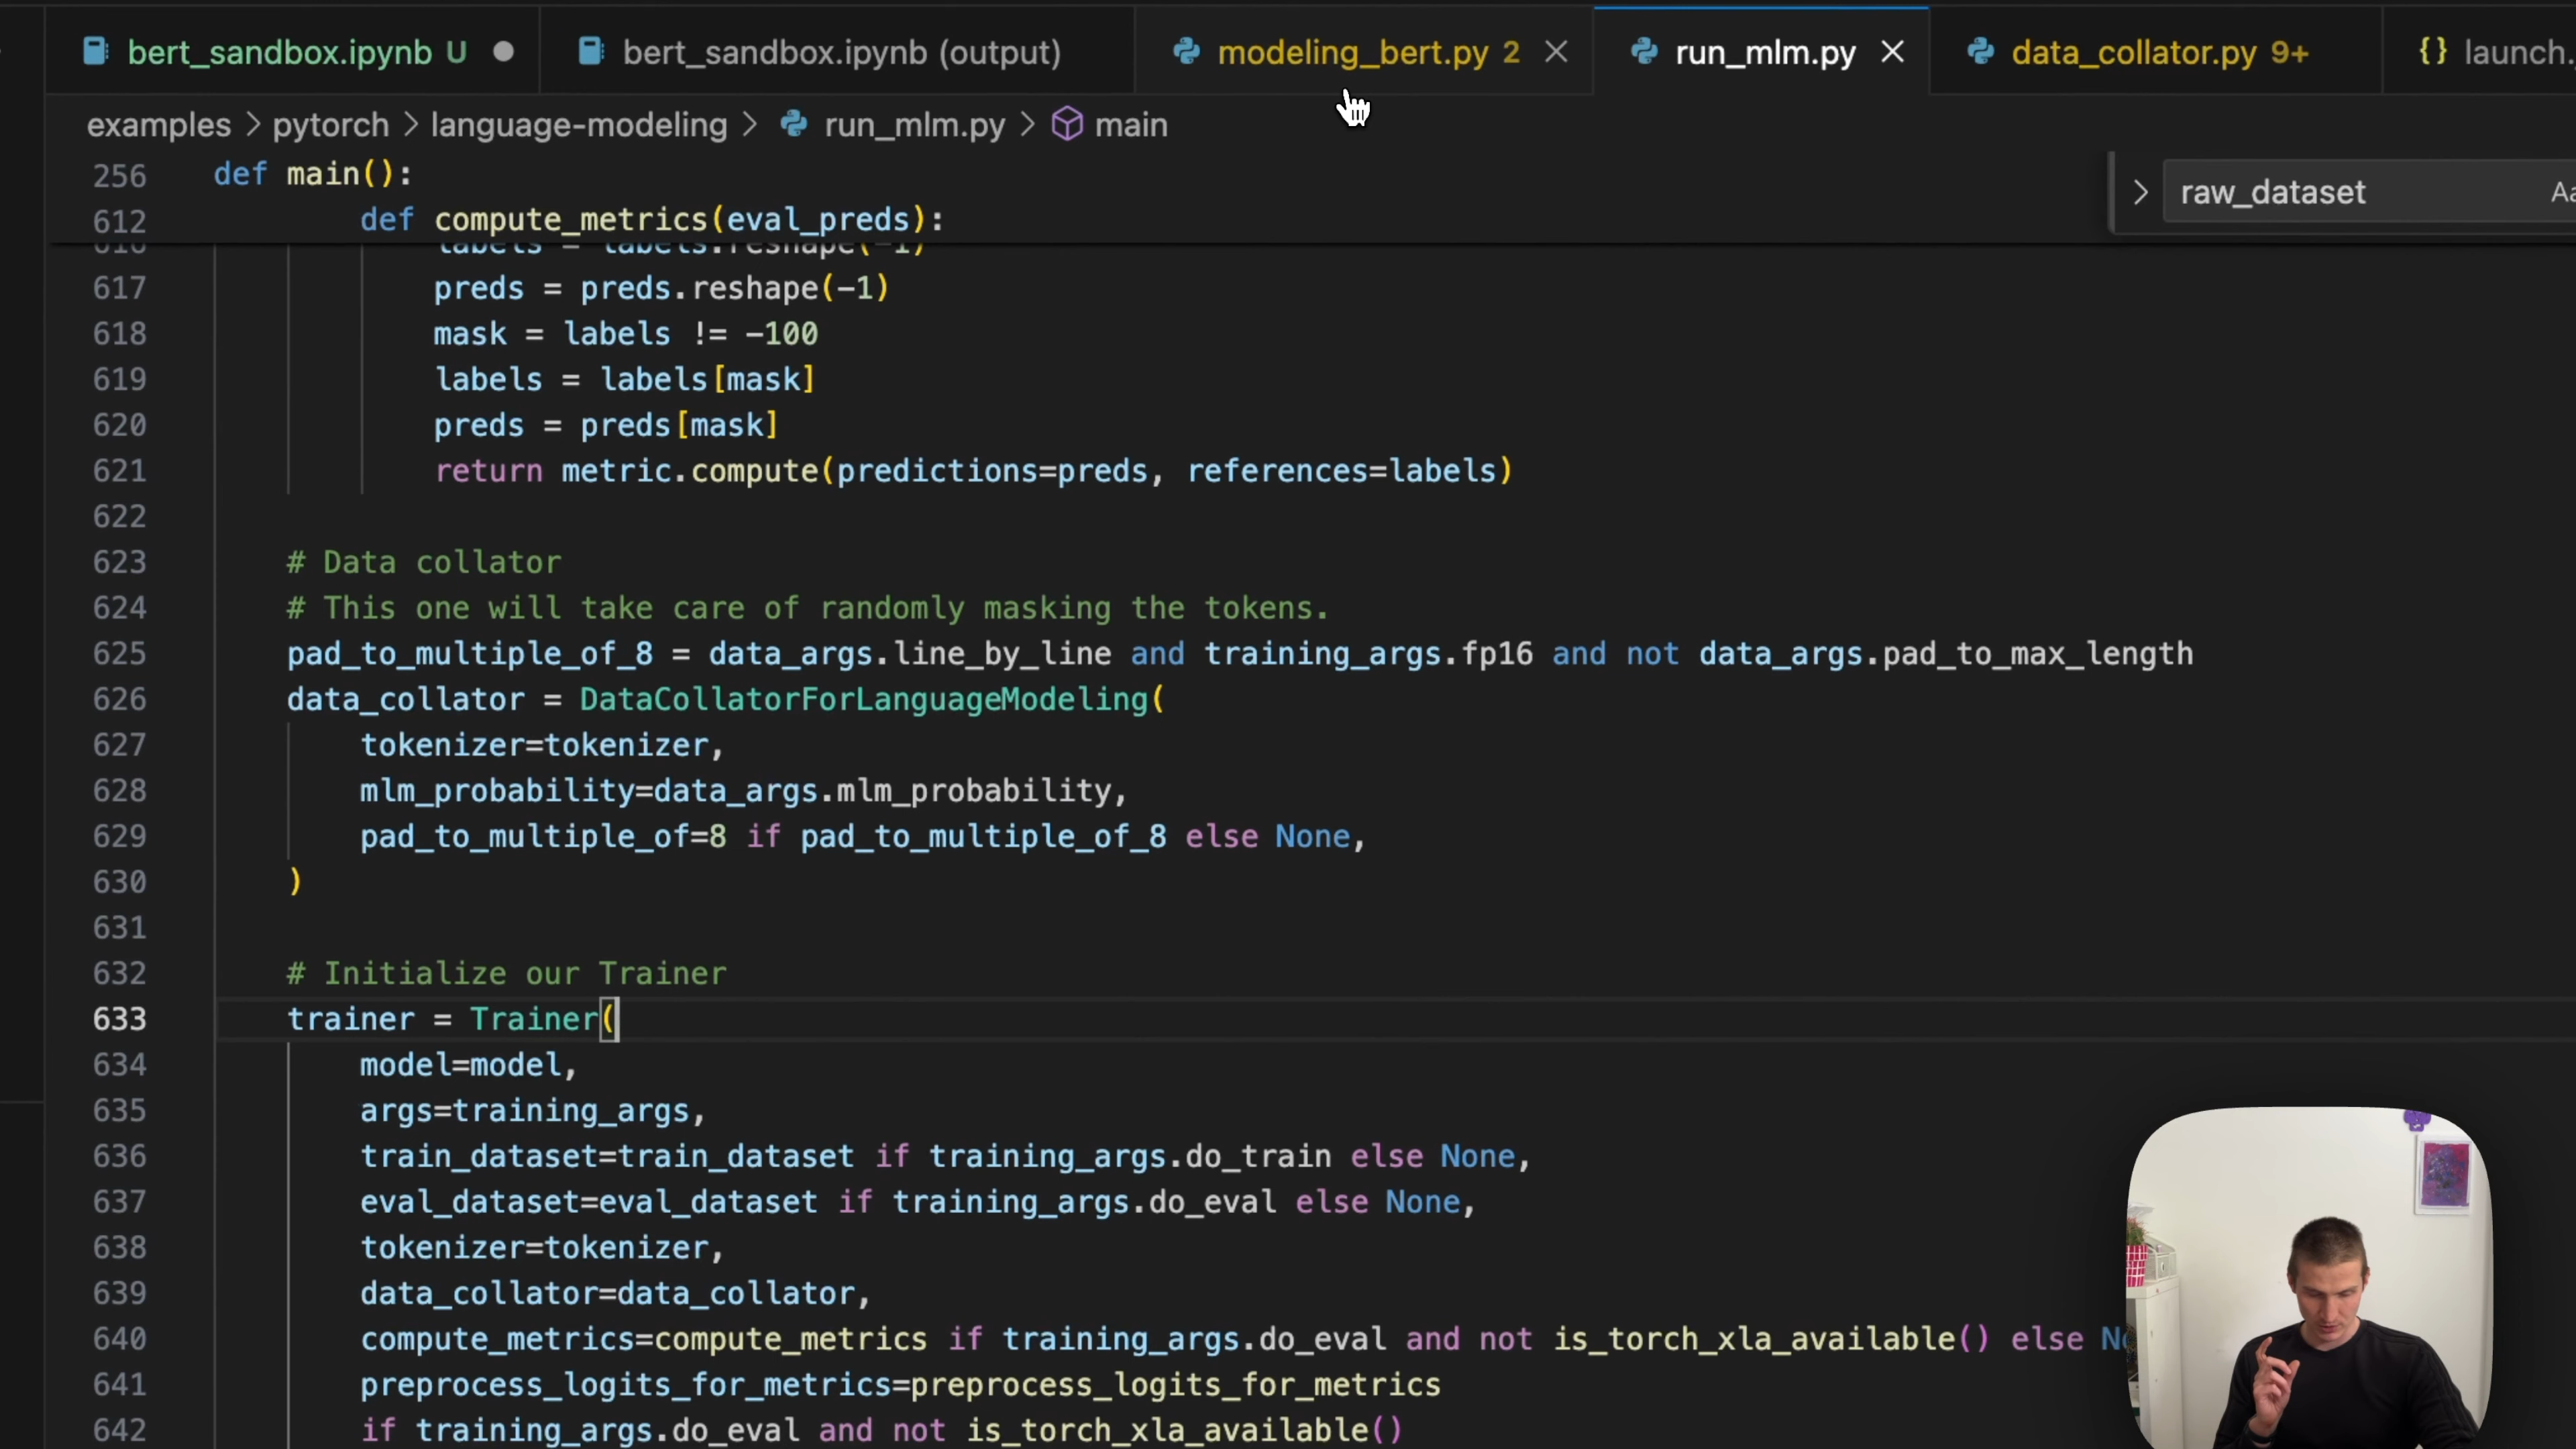 bert_sandbox.ipynb U
bert_sandbox.ipynb (output)
modeling_bert.py 2
run_mlm.py
data_collator.py 9+
{} launch.
examples > pytorch > language-modeling > run_mlm.py > main
raw_dataset
256 def main():
612 def compute_metrics(eval_preds):
616 labels = labels.reshape(-1)
617 preds = preds.reshape(-1)
618 mask = labels != -100
619 labels = labels[mask]
620 preds = preds[mask]
621 return metric.compute(predictions=preds, references=labels)
622
623 # Data collator
624 # This one will take care of randomly masking the tokens.
625 pad_to_multiple_of_8 = data_args.line_by_line and training_args.fp16 and not data_args.pad_to_max_length
626 data_collator = DataCollatorForLanguageModeling(
627 tokenizer=tokenizer,
628 mlm_probability=data_args.mlm_probability,
629 pad_to_multiple_of=8 if pad_to_multiple_of_8 else None,
630 )
631
632 # Initialize our Trainer
633 trainer = Trainer(
634 model=model,
635 args=training_args,
636 train_dataset=train_dataset if training_args.do_train else None,
637 eval_dataset=eval_dataset if training_args.do_eval else None,
638 tokenizer=tokenizer,
639 data_collator=data_collator,
640 compute_metrics=compute_metrics if training_args.do_eval and not is_torch_xla_available() else
641 preprocess_logits_for_metrics=preprocess_logits_for_metrics
642 if training_args.do_eval and not is_torch_xla_available()